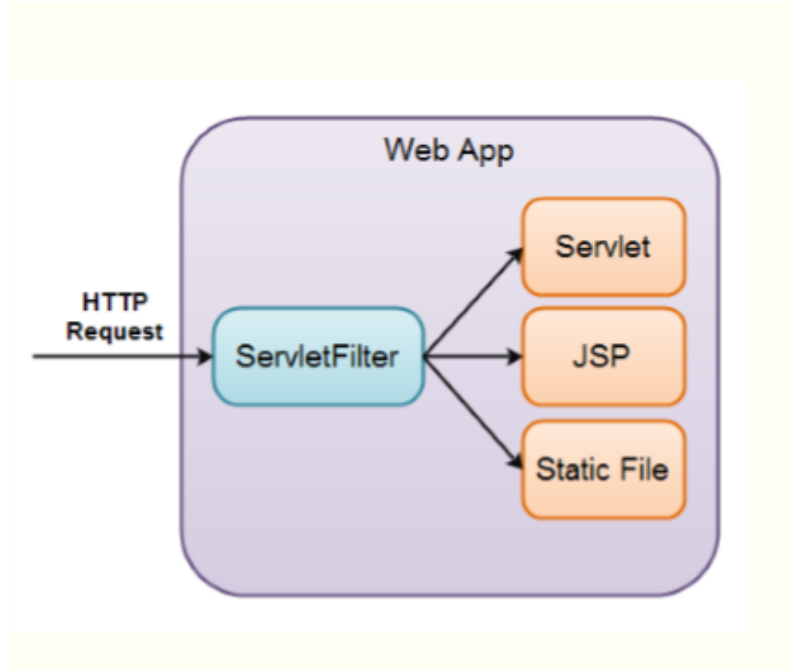 Web App
Servlet
HTTP
Request
ServletFilter
JSP
Static File